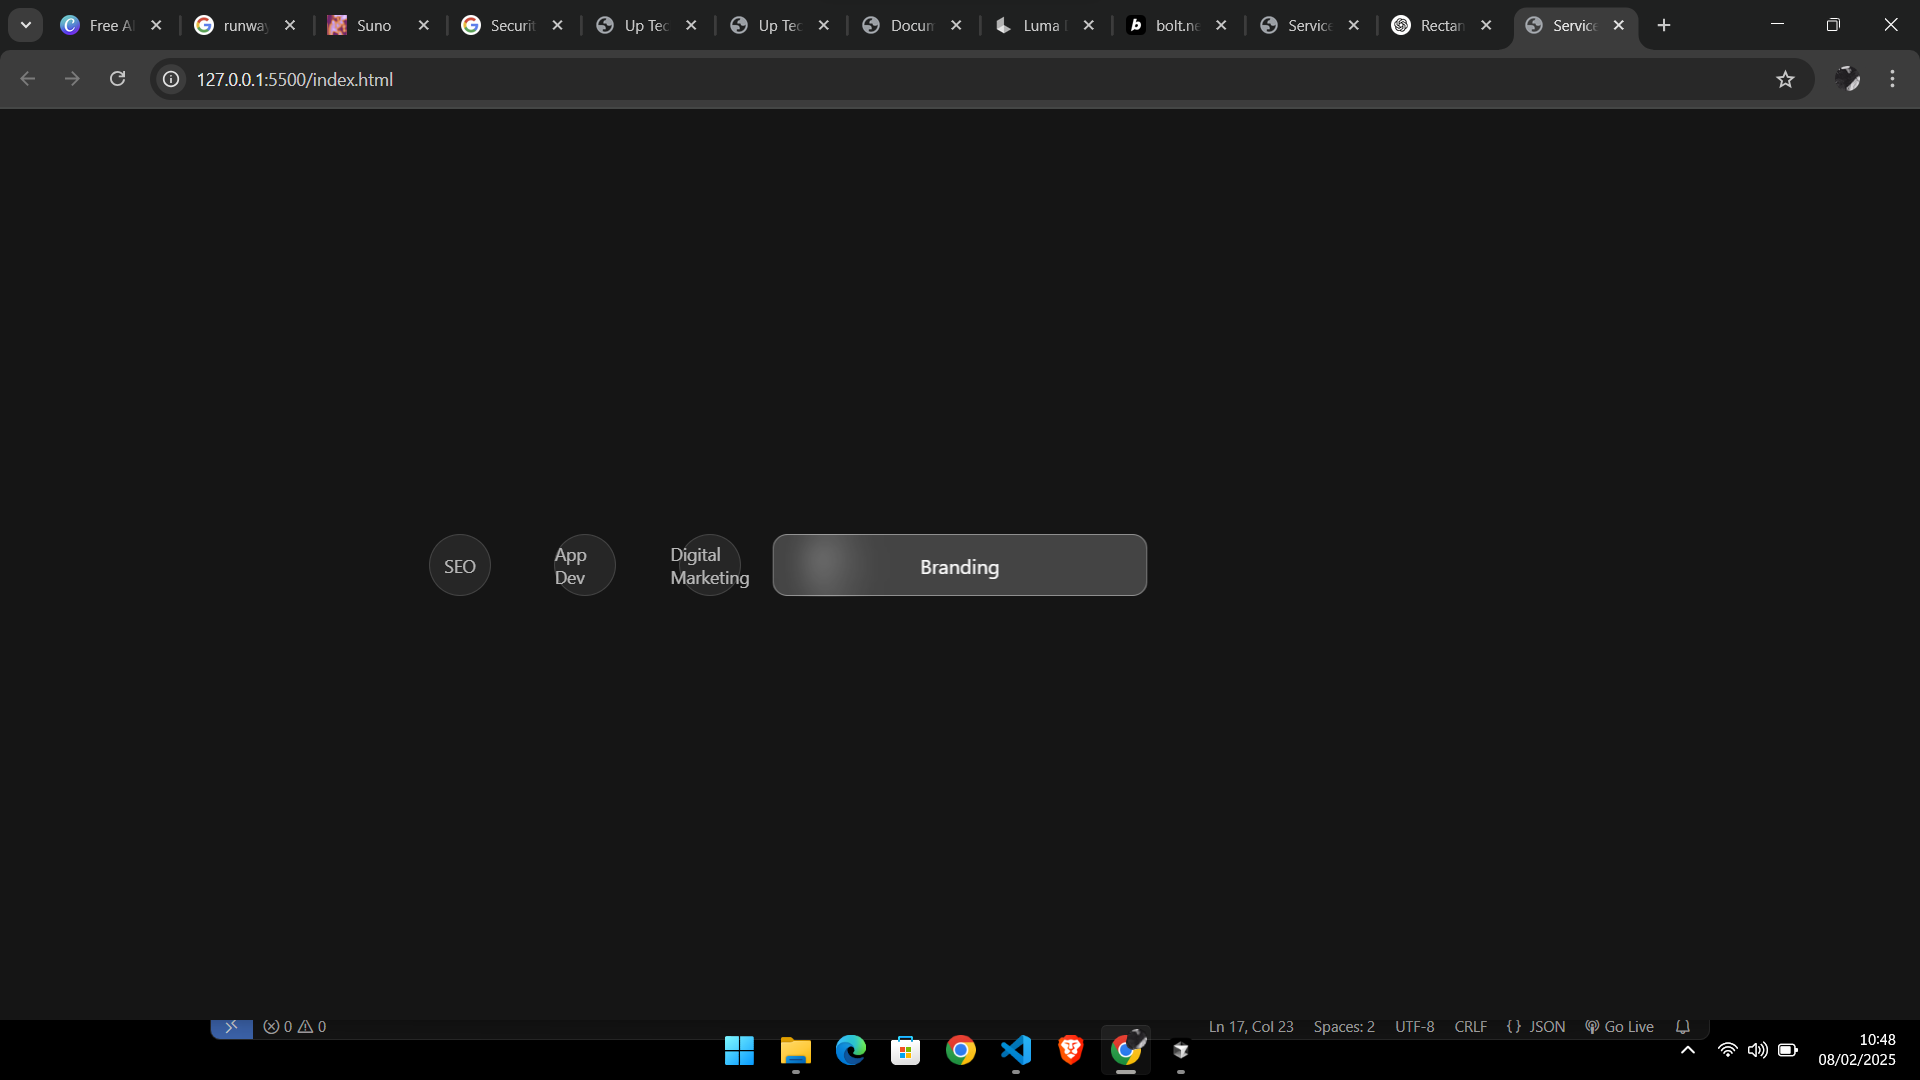 Free A
runway
Suno
Securit
Up Tec
Up Tec
Docum
Luma
bolt.ne
Service
Rectan
Service
127.0.0.1:5500/index.html
SEO
App
Dev
Digital
Marketing
Branding
0 0
Ln 17, Col 23
Spaces: 2
UTF-8
CRLF
{} JSON
Go Live
10:48
08/02/2025